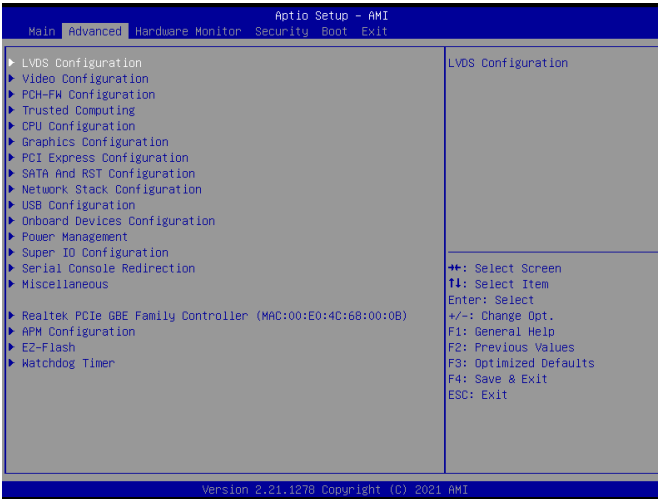 Aptio Setup - AMI
Main Advanced Hardware Monitor Security Boot Exit
LVDS Configuration
Video Configuration
PCH-FW Configuration
Trusted Computing
CPU Configuration
Graphics Configuration
PCI Express Configuration
SATA And RST Configuration
Network Stack Configuration
USB Configuration
Onboard Devices Configuration
Power Management
Super IO Configuration
Serial Console Redirection
Miscellaneous
Realtek PCIe GBE Family Controller (MAC:00:E0:4C:68:00:0B)
APM Configuration
EZ-Flash
Watchdog Timer
LVDS Configuration
→←: Select Screen
↑↓: Select Item
Enter: Select
+/-: Change Opt.
F1: General Help
F2: Previous Values
F3: Optimized Defaults
F4: Save & Exit
ESC: Exit
Version 2.21.1278 Copyright (C) 2021 AMI